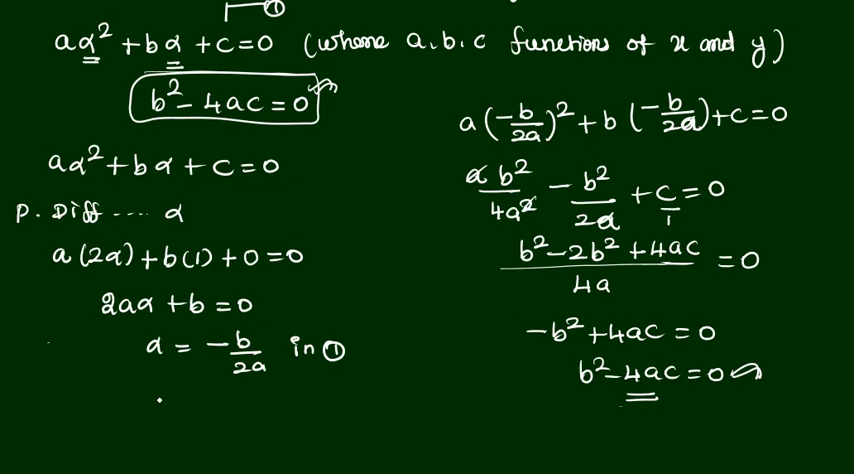 ①
aα² + bα + c = 0 (whome a, b, c functions of x and y)
b² - 4ac = 0
aα² + bα + c = 0
P. Diff .... α
a(2α) + b(1) + 0 = 0
2aα + b = 0
α = -b/2a in ①
a(-b/2a)² + b(-b/2a) + c = 0
ab²/4a² - b²/2a + c/1 = 0
b² - 2b² + 4ac / 4a = 0
-b² + 4ac = 0
b² - 4ac = 0